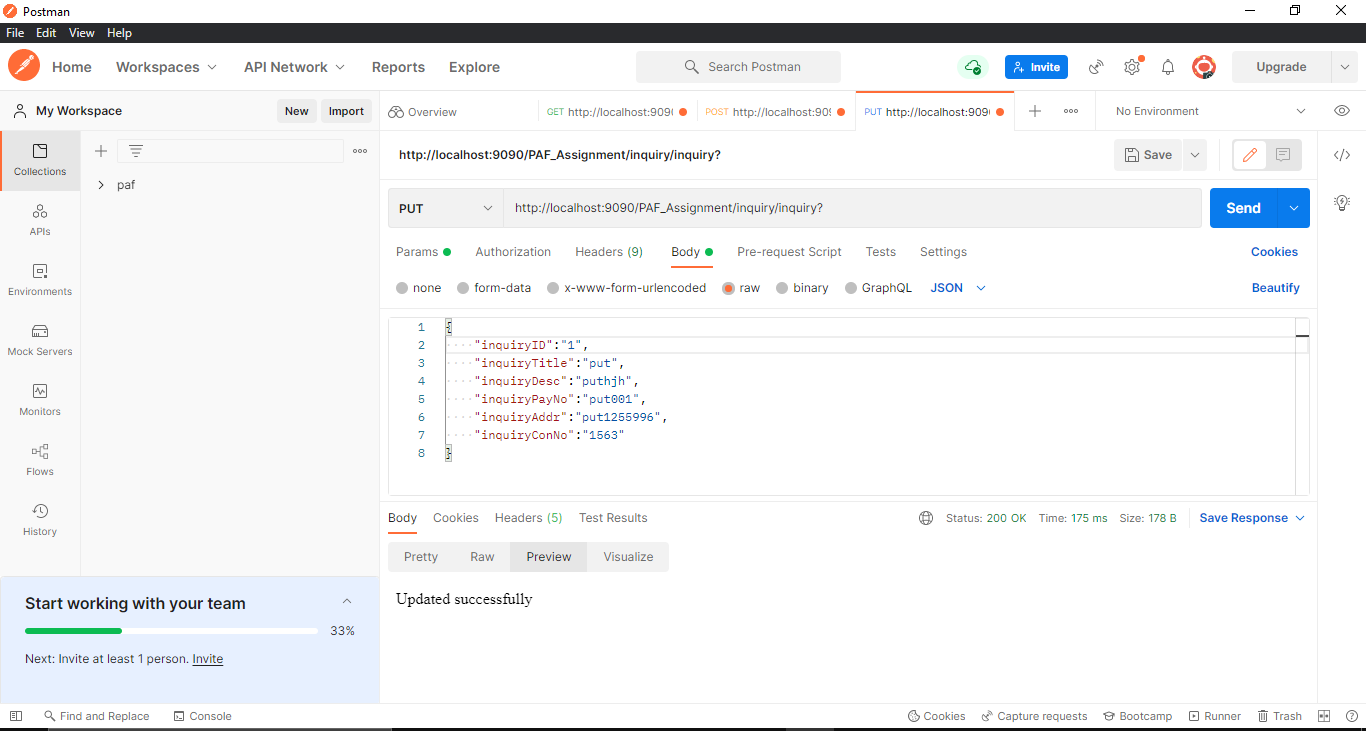 Postman
File Edit View Help
Home Workspaces API Network Reports Explore Search Postman Invite Upgrade
My Workspace New Import Overview GET http://localhost:909( POST http://localhost:909 PUT http://localhost:909( No Environment
Collections
APIs
Environments
Mock Servers
Monitors
Flows
History
paf
http://localhost:9090/PAF_Assignment/inquiry/inquiry? Save
PUT http://localhost:9090/PAF_Assignment/inquiry/inquiry? Send
Params Authorization Headers (9) Body Pre-request Script Tests Settings Cookies
none form-data x-www-form-urlencoded raw binary GraphQL JSON Beautify
1 {
2 "inquiryID":"1",
3 "inquiryTitle":"put",
4 "inquiryDesc":"puthjh",
5 "inquiryPayNo":"put001",
6 "inquiryAddr":"put1255996",
7 "inquiryConNo":"1563"
8 }
Body Cookies Headers (5) Test Results Status: 200 OK Time: 175 ms Size: 178 B Save Response
Pretty Raw Preview Visualize
Updated successfully
Start working with your team
33%
Next: Invite at least 1 person. Invite
Find and Replace Console Cookies Capture requests Bootcamp Runner Trash